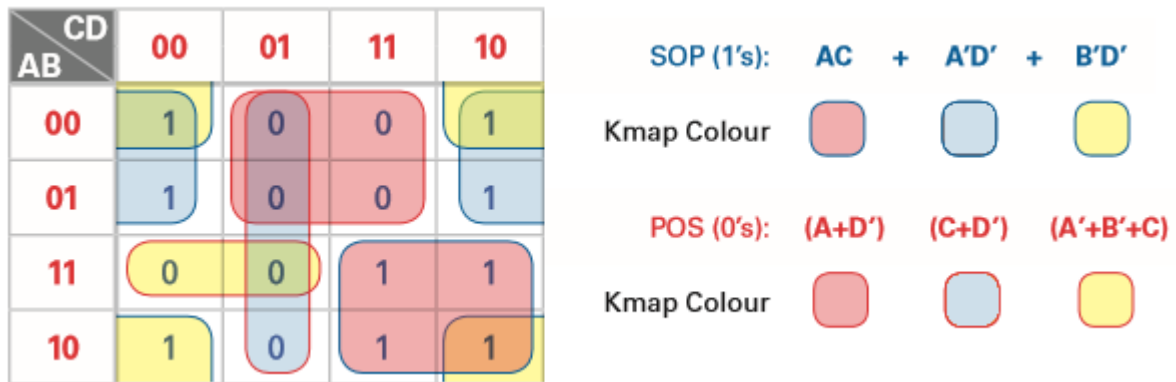 CD
AB 00 01 11 10
00 1 0 0 1
01 1 0 0 1
11 0 0 1 1
10 1 0 1 1
SOP (1's): AC + A'D' + B'D'
Kmap Colour
POS (0's): (A+D') (C+D') (A'+B'+C)
Kmap Colour